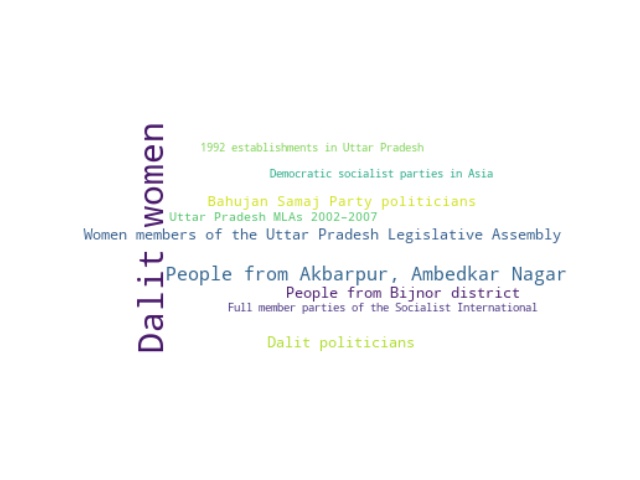 Dalit women
1992 establishments in Uttar Pradesh
Democratic socialist parties in Asia
Bahujan Samaj Party politicians
Uttar Pradesh MLAs 2002–2007
Women members of the Uttar Pradesh Legislative Assembly
People from Akbarpur, Ambedkar Nagar
People from Bijnor district
Full member parties of the Socialist International
Dalit politicians